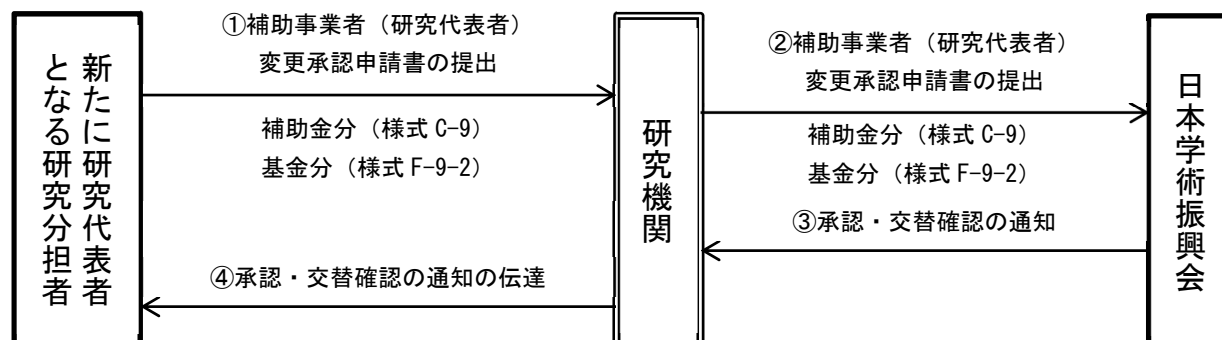 新たに研究代表者
となる研究分担者
①補助事業者（研究代表者）
変更承認申請書の提出
補助金分（様式 C-9）
基金分（様式 F-9-2）
④承認・交替確認の通知の伝達
研究機関
②補助事業者（研究代表者）
変更承認申請書の提出
補助金分（様式 C-9）
基金分（様式 F-9-2）
③承認・交替確認の通知
日本学術振興会